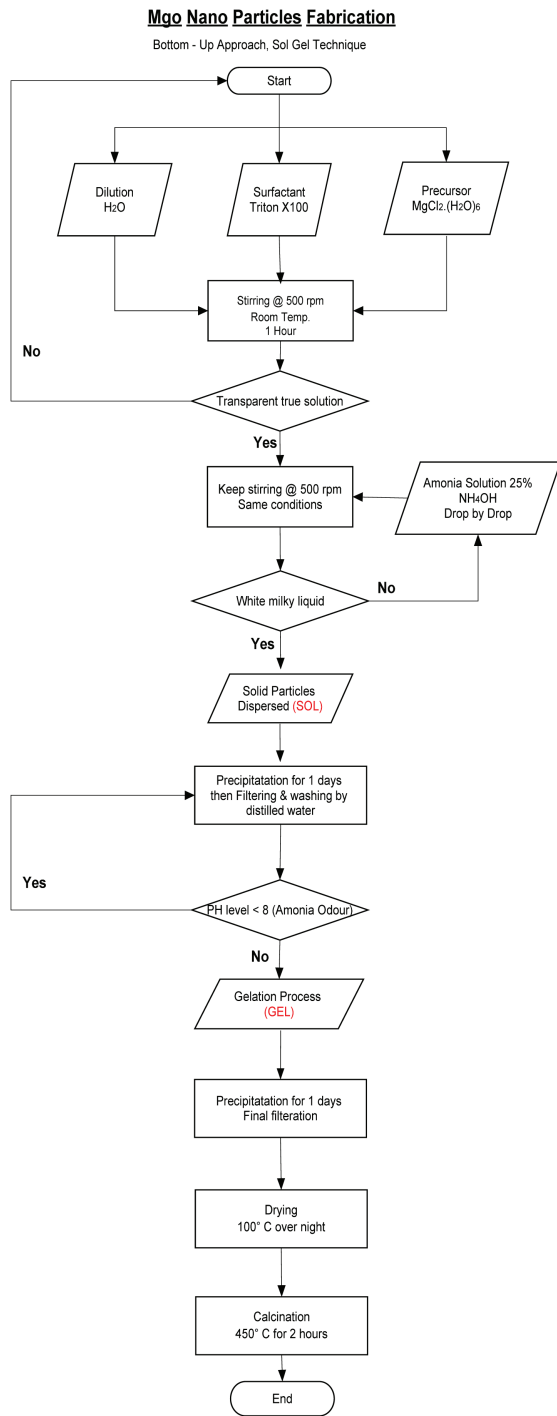 Mgo Nano Particles Fabrication
Bottom - Up Approach, Sol Gel Technique
Start
Dilution
H2O
Surfactant
Triton X100
Precursor
MgCl2.(H2O)6
Stirring @ 500 rpm
Room Temp.
1 Hour
No
Transparent true solution
Yes
Keep stirring @ 500 rpm
Same conditions
Amonia Solution 25%
NH4OH
Drop by Drop
White milky liquid
No
Yes
Solid Particles
Dispersed (SOL)
Precipitatation for 1 days
then Filtering & washing by
distilled water
Yes
PH level < 8 (Amonia Odour)
No
Gelation Process
(GEL)
Precipitatation for 1 days
Final filteration
Drying
100° C over night
Calcination
450° C for 2 hours
End